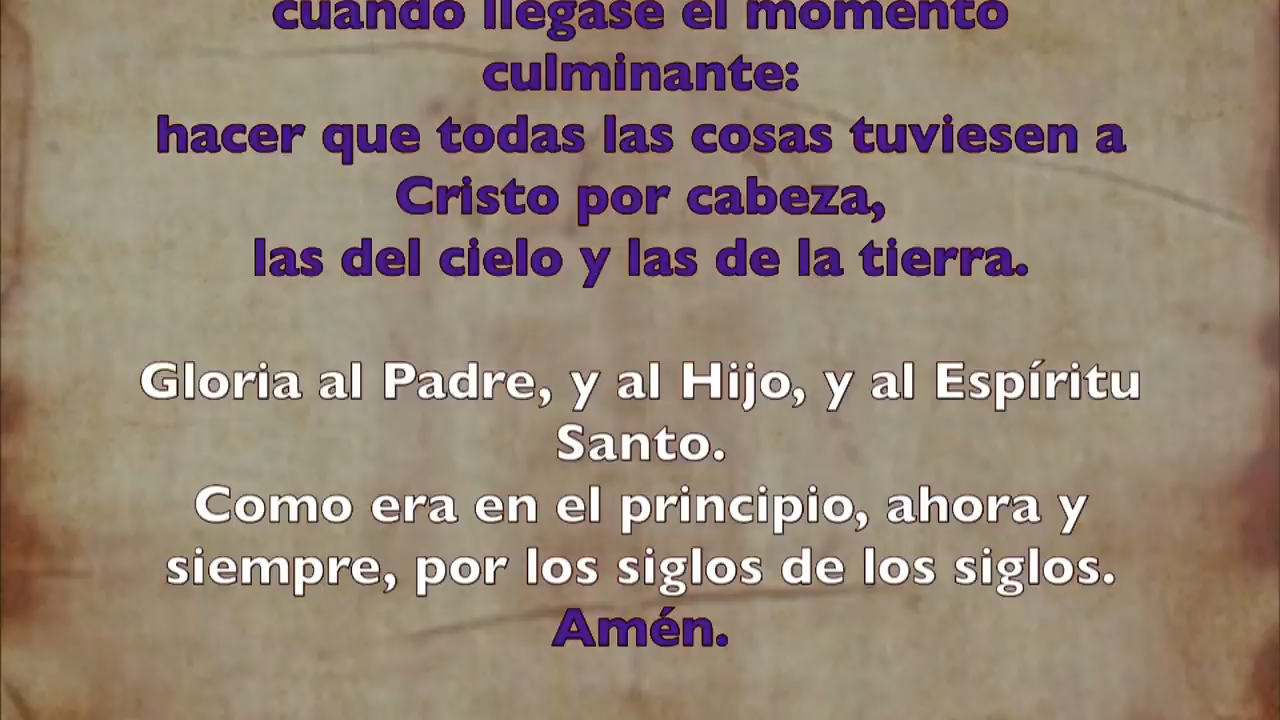 cuando llegase el momento
culminante:
hacer que todas las cosas tuviesen a
Cristo por cabeza,
las del cielo y las de la tierra.
Gloria al Padre, y al Hijo, y al Espíritu
Santo.
Como era en el principio, ahora y
siempre, por los siglos de los siglos.
Amén.